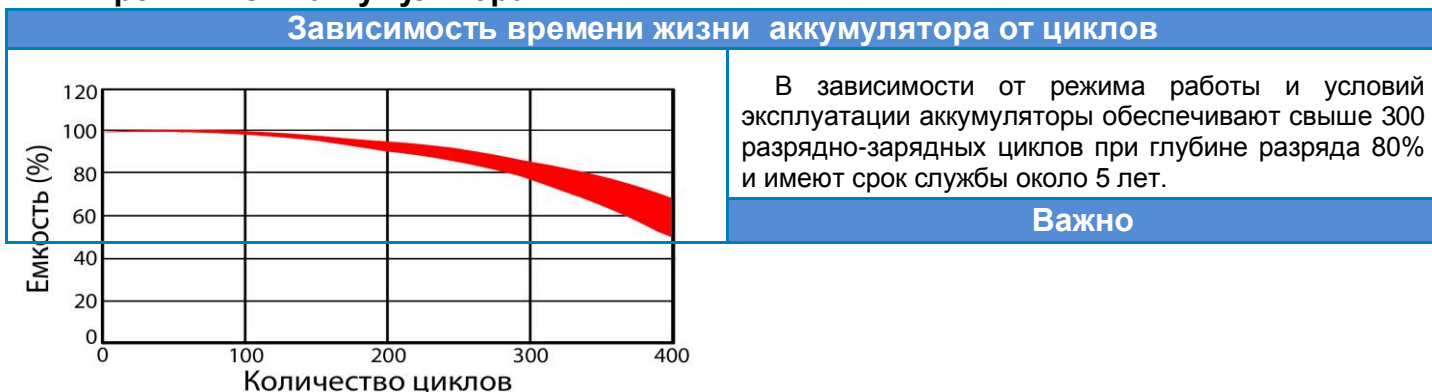 Зависимость времени жизни аккумулятора от циклов
120
100
80
60
40
20
0
Емкость (%)
0 100 200 300 400
Количество циклов
В зависимости от режима работы и условий
эксплуатации аккумуляторы обеспечивают свыше 300
разрядно-зарядных циклов при глубине разряда 80%
и имеют срок службы около 5 лет.
Важно